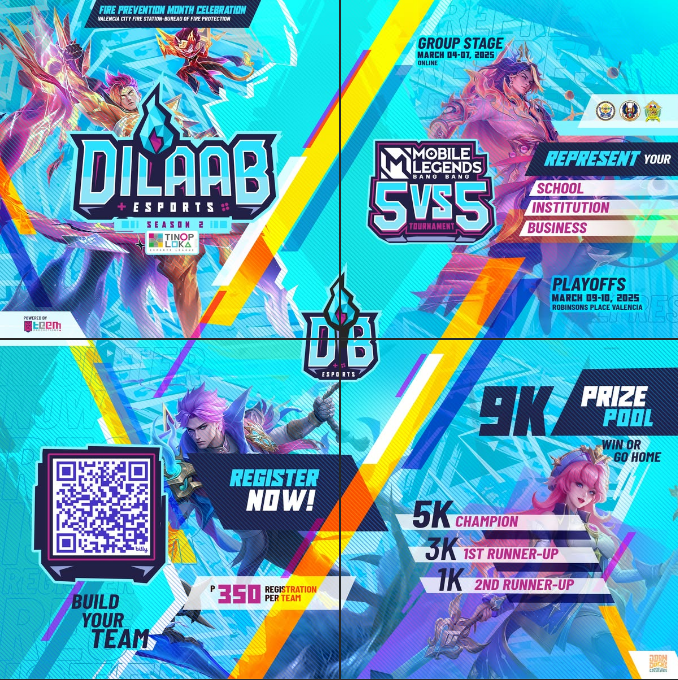 FIRE PREVENTION MONTH CELEBRATION
VALENCIA CITY FIRE STATION-BUREAU OF FIRE PROTECTION
DILAAB
ESPORTS
SEASON 2
TINOP
LOKA
POWERED BY
GROUP STAGE
MARCH 04-07, 2025
ONLINE
MOBILE
LEGENDS
BANG BANG
5VS5
TOURNAMENT
REPRESENT YOUR
SCHOOL
INSTITUTION
BUSINESS
PLAYOFFS
MARCH 09-10, 2025
ROBINSONS PLACE VALENCIA
DLB
ESPORTS
REGISTER
NOW!
bitly
BUILD
YOUR
TEAM
P 350 REGISTRATION
PER TEAM
9K PRIZE
POOL
WIN OR
GO HOME
5K CHAMPION
3K 1ST RUNNER-UP
1K 2ND RUNNER-UP